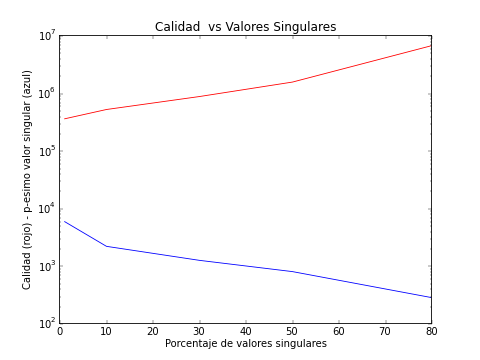 Calidad  vs Valores Singulares
Calidad (rojo) - p-esimo valor singular (azul)
10^7
10^6
10^5
10^4
10^3
10^2
0 10 20 30 40 50 60 70 80
Porcentaje de valores singulares